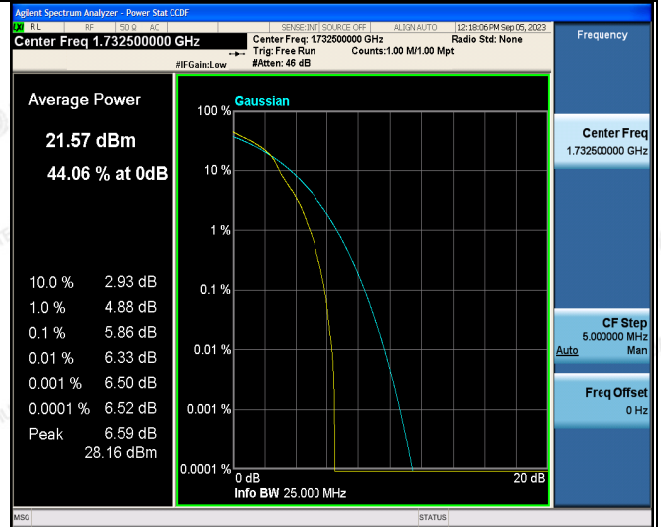 Agilent Spectrum Analyzer - Power Stat CCDF
LXI RL RF 50 Ω AC SENSE:INT SOURCE OFF ALIGN AUTO 12:18:06 PM Sep 05, 2023
Center Freq 1.732500000 GHz
Center Freq: 1.732500000 GHz Radio Std: None
Trig: Free Run Counts:1.00 M/1.00 Mpt
#IFGain:Low #Atten: 46 dB
Frequency
Average Power
21.57 dBm
44.06 % at 0dB
10.0 % 2.93 dB
1.0 % 4.88 dB
0.1 % 5.86 dB
0.01 % 6.33 dB
0.001 % 6.50 dB
0.0001 % 6.52 dB
Peak 6.59 dB
28.16 dBm
Gaussian
100 %
10 %
1 %
0.1 %
0.01 %
0.001 %
0.0001 %
0 dB 20 dB
Info BW 25.000 MHz
Center Freq
1.732500000 GHz
CF Step
5.000000 MHz
Auto Man
Freq Offset
0 Hz
MSG STATUS